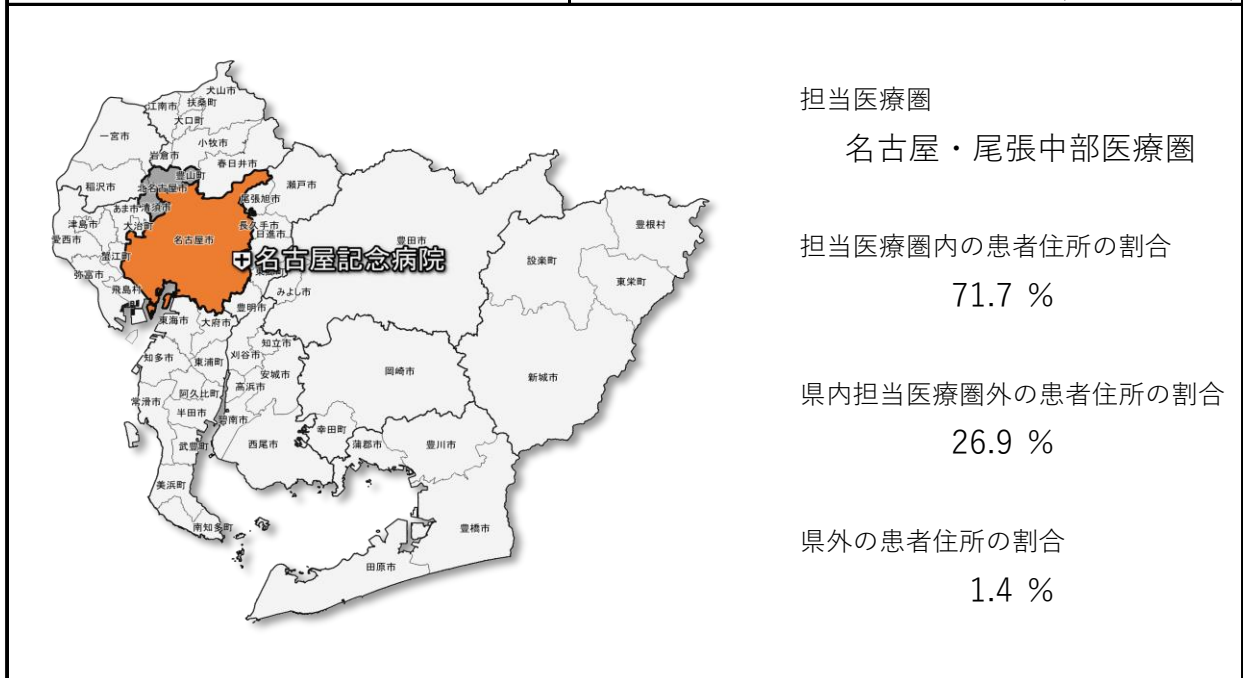 犬山市
江南市
扶桑町
大口町
一宮市
小牧市
岩倉市
春日井市
豊山町
稲沢市
北名古屋市
瀬戸市
尾張旭市
あま市
清須市
津島市
大治町
長久手市
愛西市
名古屋市
日進市
豊田市
蟹江町
名古屋記念病院
弥富市
飛島村
みよし市
豊明市
東海市
大府市
知立市
知多市
東浦町
刈谷市
安城市
高浜市
岡崎市
常滑市
阿久比町
半田市
碧南市
武豊町
西尾市
幸田町
蒲郡市
豊川市
美浜町
南知多町
豊橋市
田原市
設楽町
豊根村
東栄町
新城市
担当医療圏
名古屋・尾張中部医療圏
担当医療圏内の患者住所の割合
71.7 %
県内担当医療圏外の患者住所の割合
26.9 %
県外の患者住所の割合
1.4 %